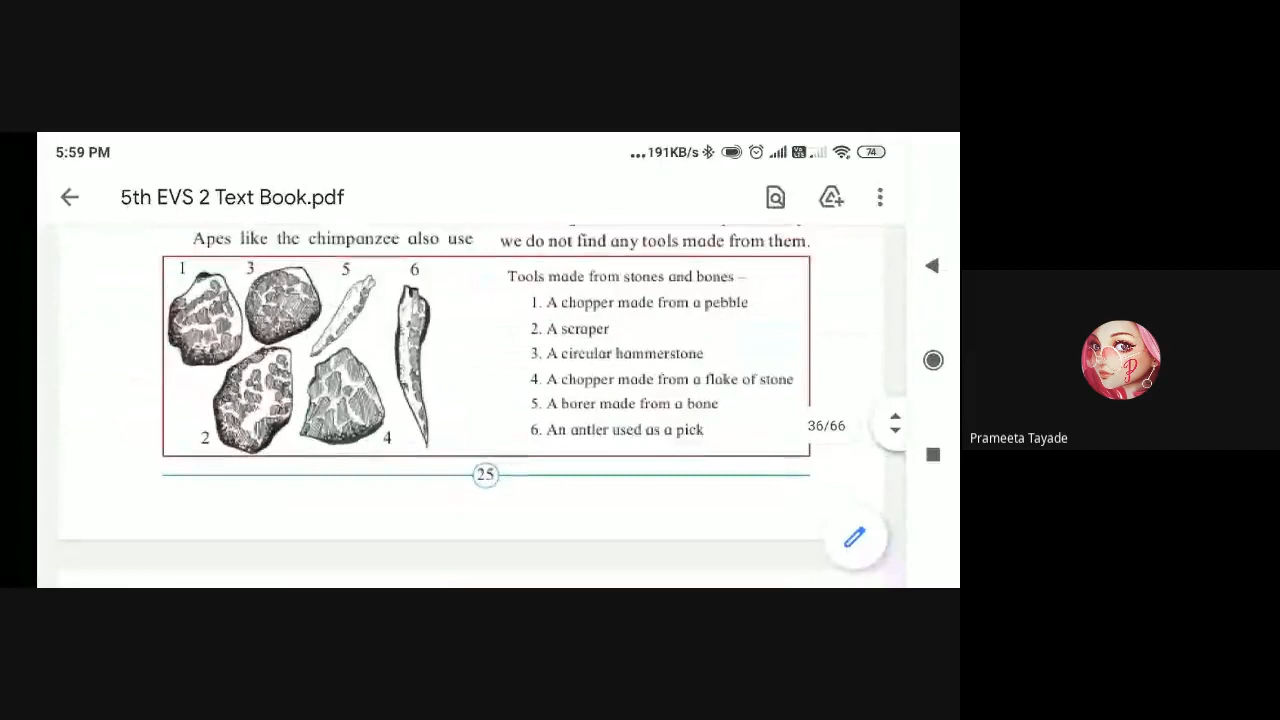 5:59 PM
191KB/s
74
5th EVS 2 Text Book.pdf
Apes like the chimpanzee also use
we do not find any tools made from them.
1 3 5 6
2 4
Tools made from stones and bones –
1. A chopper made from a pebble
2. A scraper
3. A circular hammerstone
4. A chopper made from a flake of stone
5. A borer made from a bone
6. An antler used as a pick
36/66
25
P
Prameeta Tayade